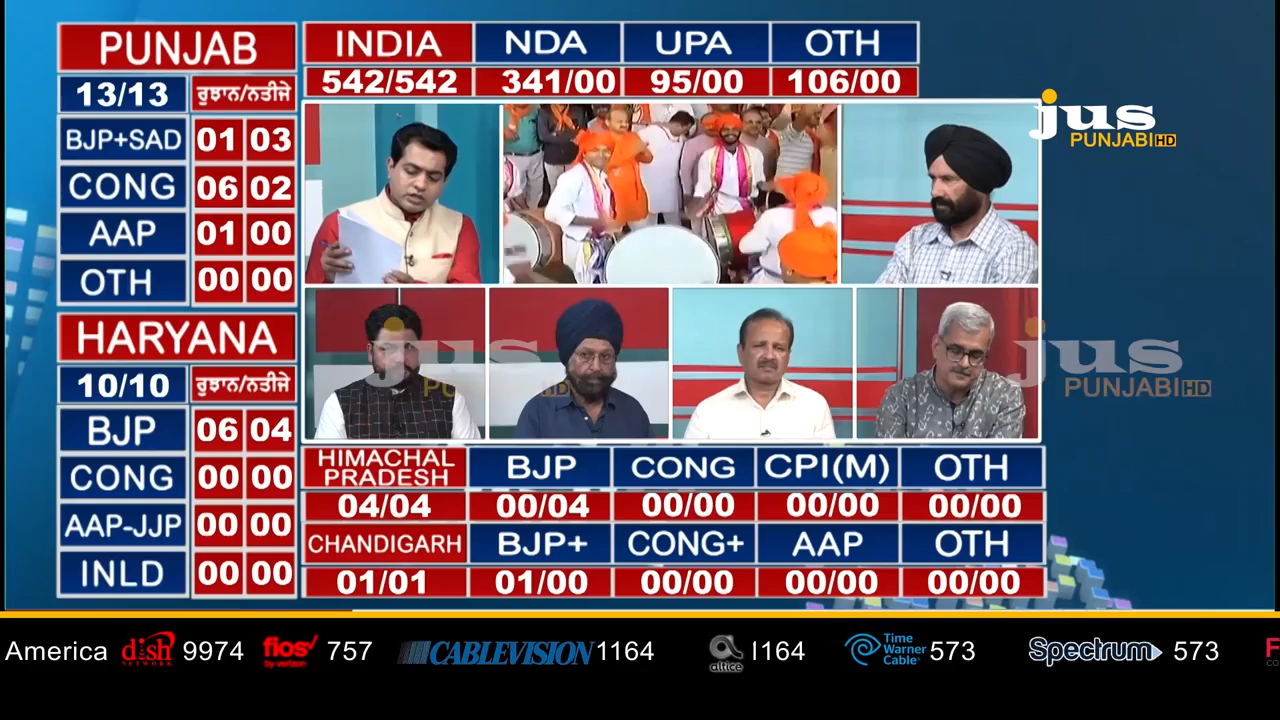 PUNJAB
13/13 ਰੁਝਾਨ/ਨਤੀਜੇ
BJP+SAD 01 03
CONG 06 02
AAP 01 00
OTH 00 00
HARYANA
10/10 ਰੁਝਾਨ/ਨਤੀਜੇ
BJP 06 04
CONG 00 00
AAP-JJP 00 00
INLD 00 00
INDIA NDA UPA OTH
542/542 341/00 95/00 106/00
jus
PUNJABI HD
jus
PUNJABI HD
jus
PU
HIMACHAL PRADESH BJP CONG CPI(M) OTH
04/04 00/04 00/00 00/00 00/00
CHANDIGARH BJP+ CONG+ AAP OTH
01/01 01/00 00/00 00/00 00/00
America dish NETWORK 9974 fios by verizon 757 CABLEVISION 1164 altice 1164 Time Warner Cable 573 Spectrum 573